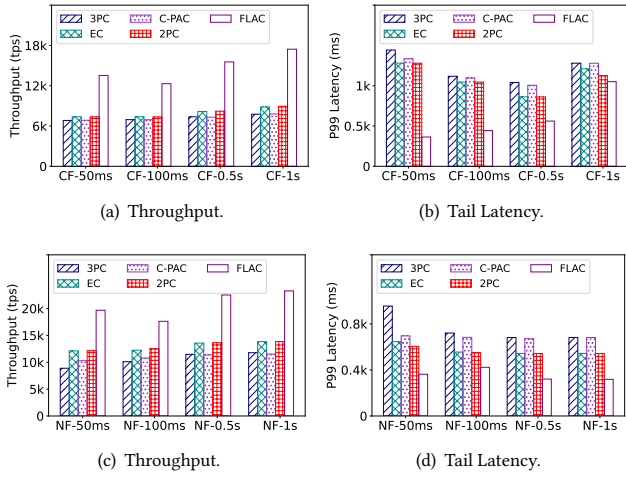 3PC C-PAC FLAC
EC 2PC
Throughput (tps)
18k
12k
6k
0
CF-50ms CF-100ms CF-0.5s CF-1s
(a) Throughput.
3PC C-PAC FLAC
EC 2PC
P99 Latency (ms)
1k
0.5k
0
CF-50ms CF-100ms CF-0.5s CF-1s
(b) Tail Latency.
3PC C-PAC FLAC
EC 2PC
Throughput (tps)
20k
15k
10k
5k
0
NF-50ms NF-100ms NF-0.5s NF-1s
(c) Throughput.
3PC C-PAC FLAC
EC 2PC
P99 Latency (ms)
0.8k
0.4k
0
NF-50ms NF-100ms NF-0.5s NF-1s
(d) Tail Latency.